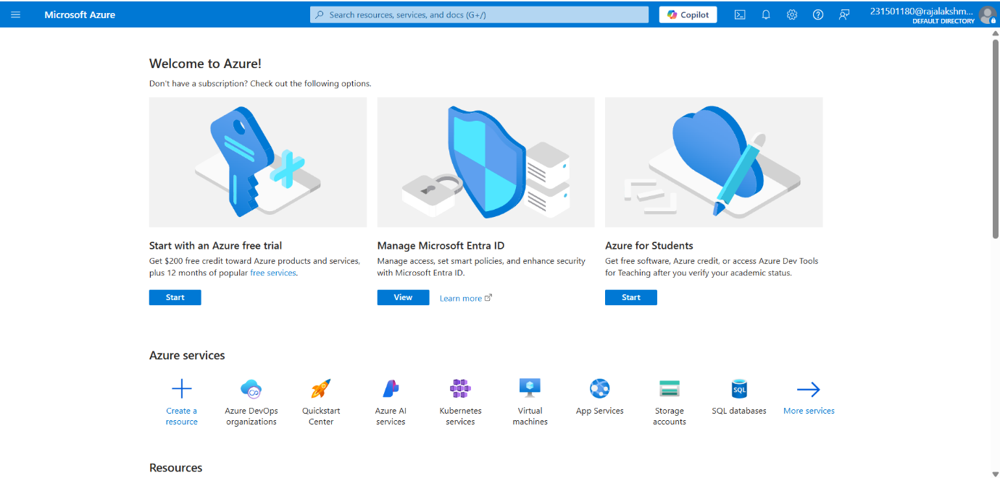 Microsoft Azure
Search resources, services, and docs (G+/)
Copilot
231501180@rajalakshm...
DEFAULT DIRECTORY
Welcome to Azure!
Don't have a subscription? Check out the following options.
Start with an Azure free trial
Get $200 free credit toward Azure products and services,
plus 12 months of popular free services.
Start
Manage Microsoft Entra ID
Manage access, set smart policies, and enhance security
with Microsoft Entra ID.
View
Learn more
Azure for Students
Get free software, Azure credit, or access Azure Dev Tools
for Teaching after you verify your academic status.
Start
Azure services
Create a
resource
Azure DevOps
organizations
Quickstart
Center
Azure AI
services
Kubernetes
services
Virtual
machines
App Services
Storage
accounts
SQL
SQL databases
More services
Resources